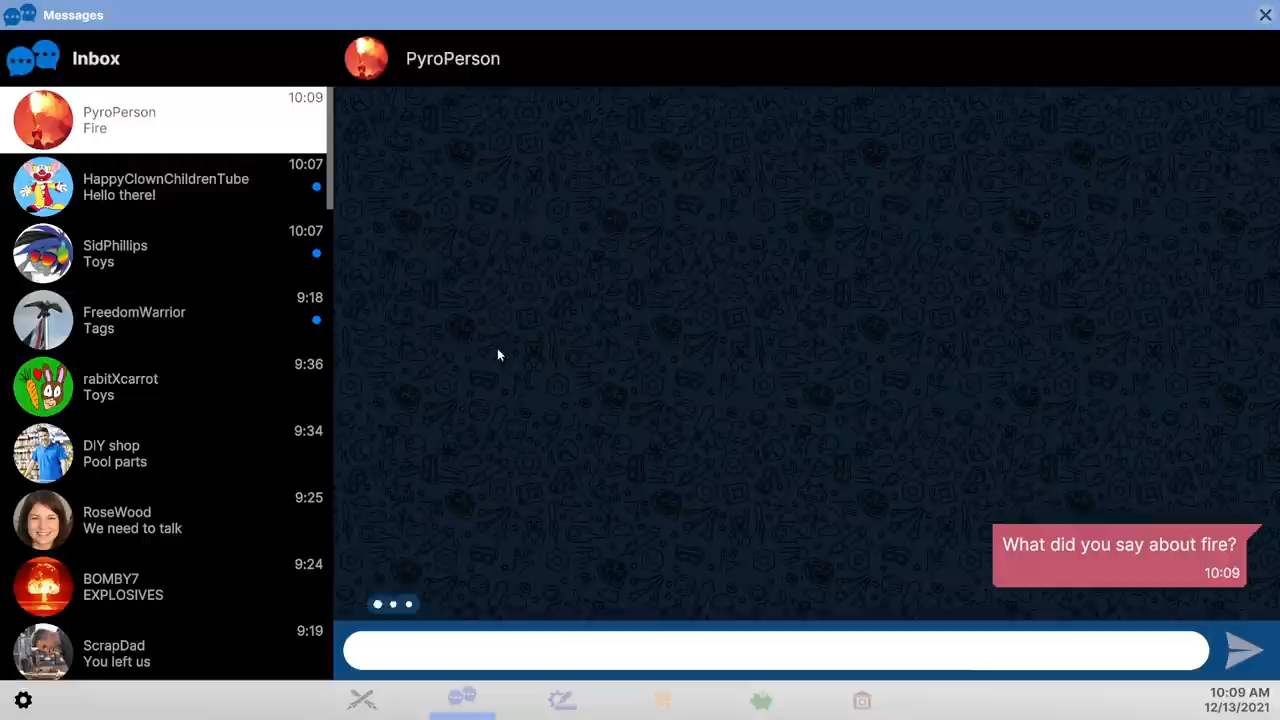 Messages
Inbox
PyroPerson
PyroPerson
10:09
Fire
HappyClownChildrenTube
10:07
Hello there!
SidPhillips
10:07
Toys
FreedomWarrior
9:18
Tags
rabitXcarrot
9:36
Toys
DIY shop
9:34
Pool parts
RoseWood
9:25
We need to talk
BOMBY7
9:24
EXPLOSIVES
ScrapDad
9:19
You left us
What did you say about fire?
10:09
10:09 AM
12/13/2021